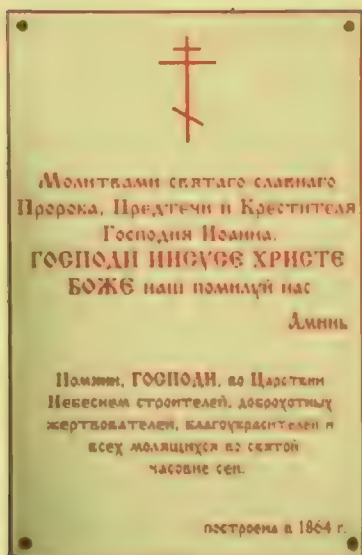 Молитвами святаго славнаго
Пророка, Предтечи и Крестителя
Господня Иоанна,
ГОСПОДИ ИИСУСЕ ХРИСТЕ
БОЖЕ наш помилуй нас
Аминь
Помяни, ГОСПОДИ, во Царствии
Небеснем строителей, доброхотных
жертвователей, благоукрасителей и
всех молящихся во святой
часовне сей.
построена в 1864 г.